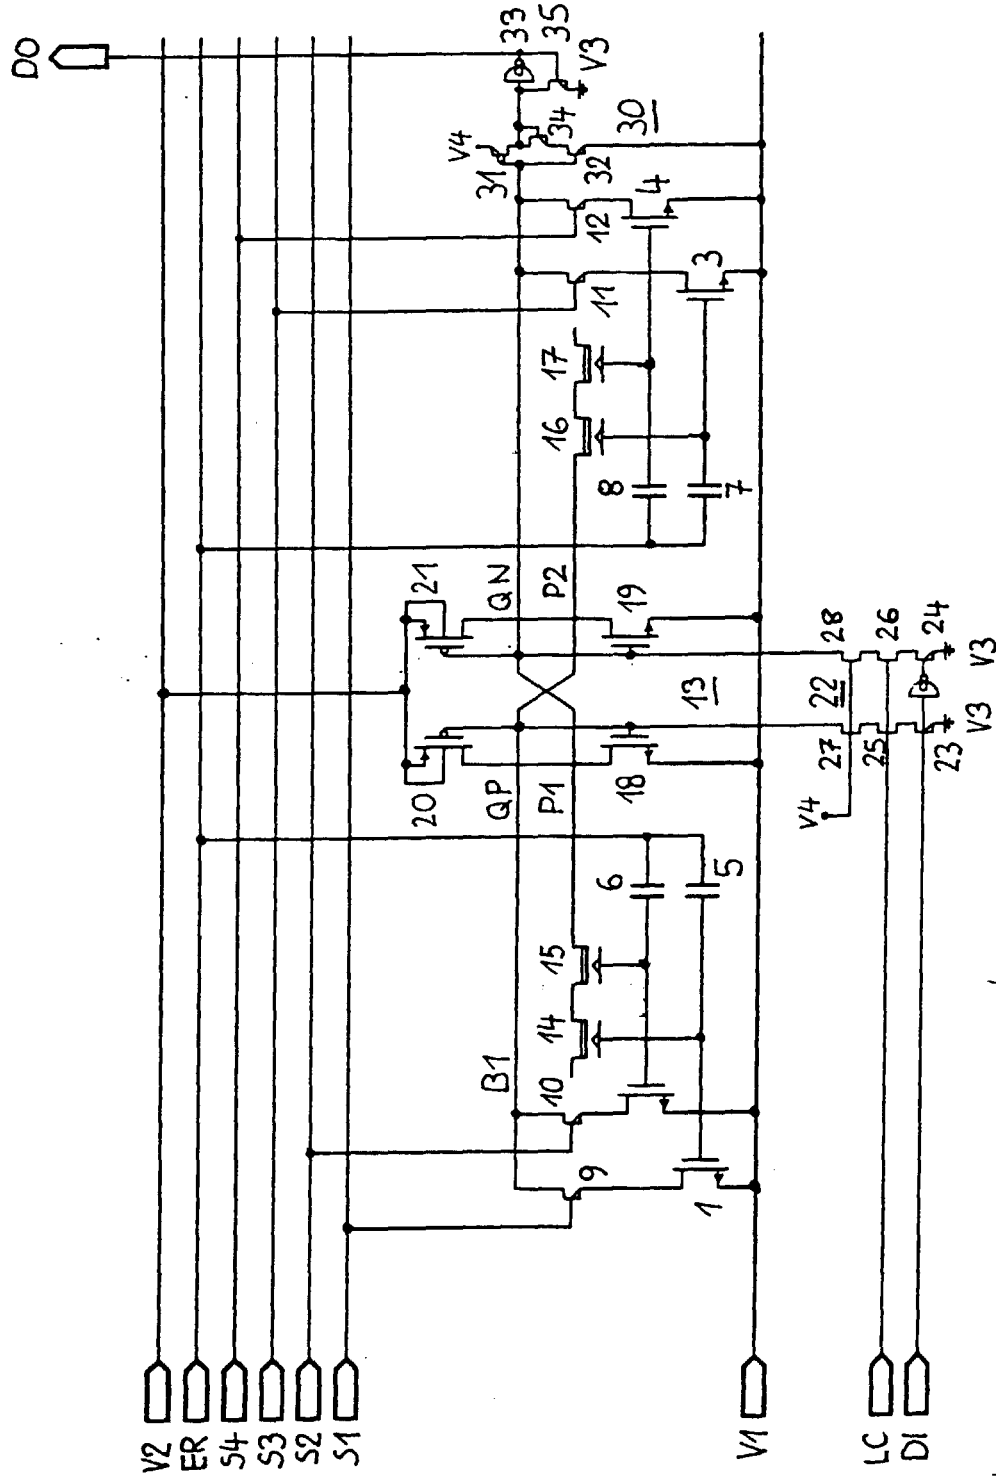 DO
V2
ER
S4
S3
S2
S1
20 21
V4
31
B1 QP QN
33
10 14 15 P1 P2 16 17 34 35
9 6 8 11 12 32 V3
18 19 30
4
13
1 3
5 7
V1
V4
27 22 28
LC 25 26
DI 24
23
V3 V3